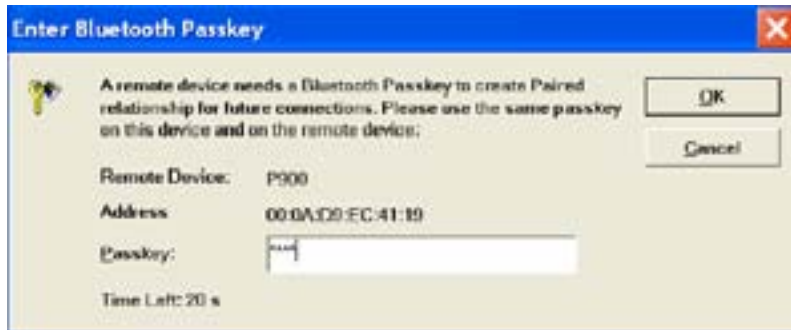 Enter Bluetooth Passkey
A remote device needs a Bluetooth Passkey to create Paired
relationship for future connections. Please use the same passkey
on this device and on the remote device:
OK
Cancel
Remote Device: P900
Address 00:0A:D9:EC:41:19
Passkey: ****
Time Left: 20 s